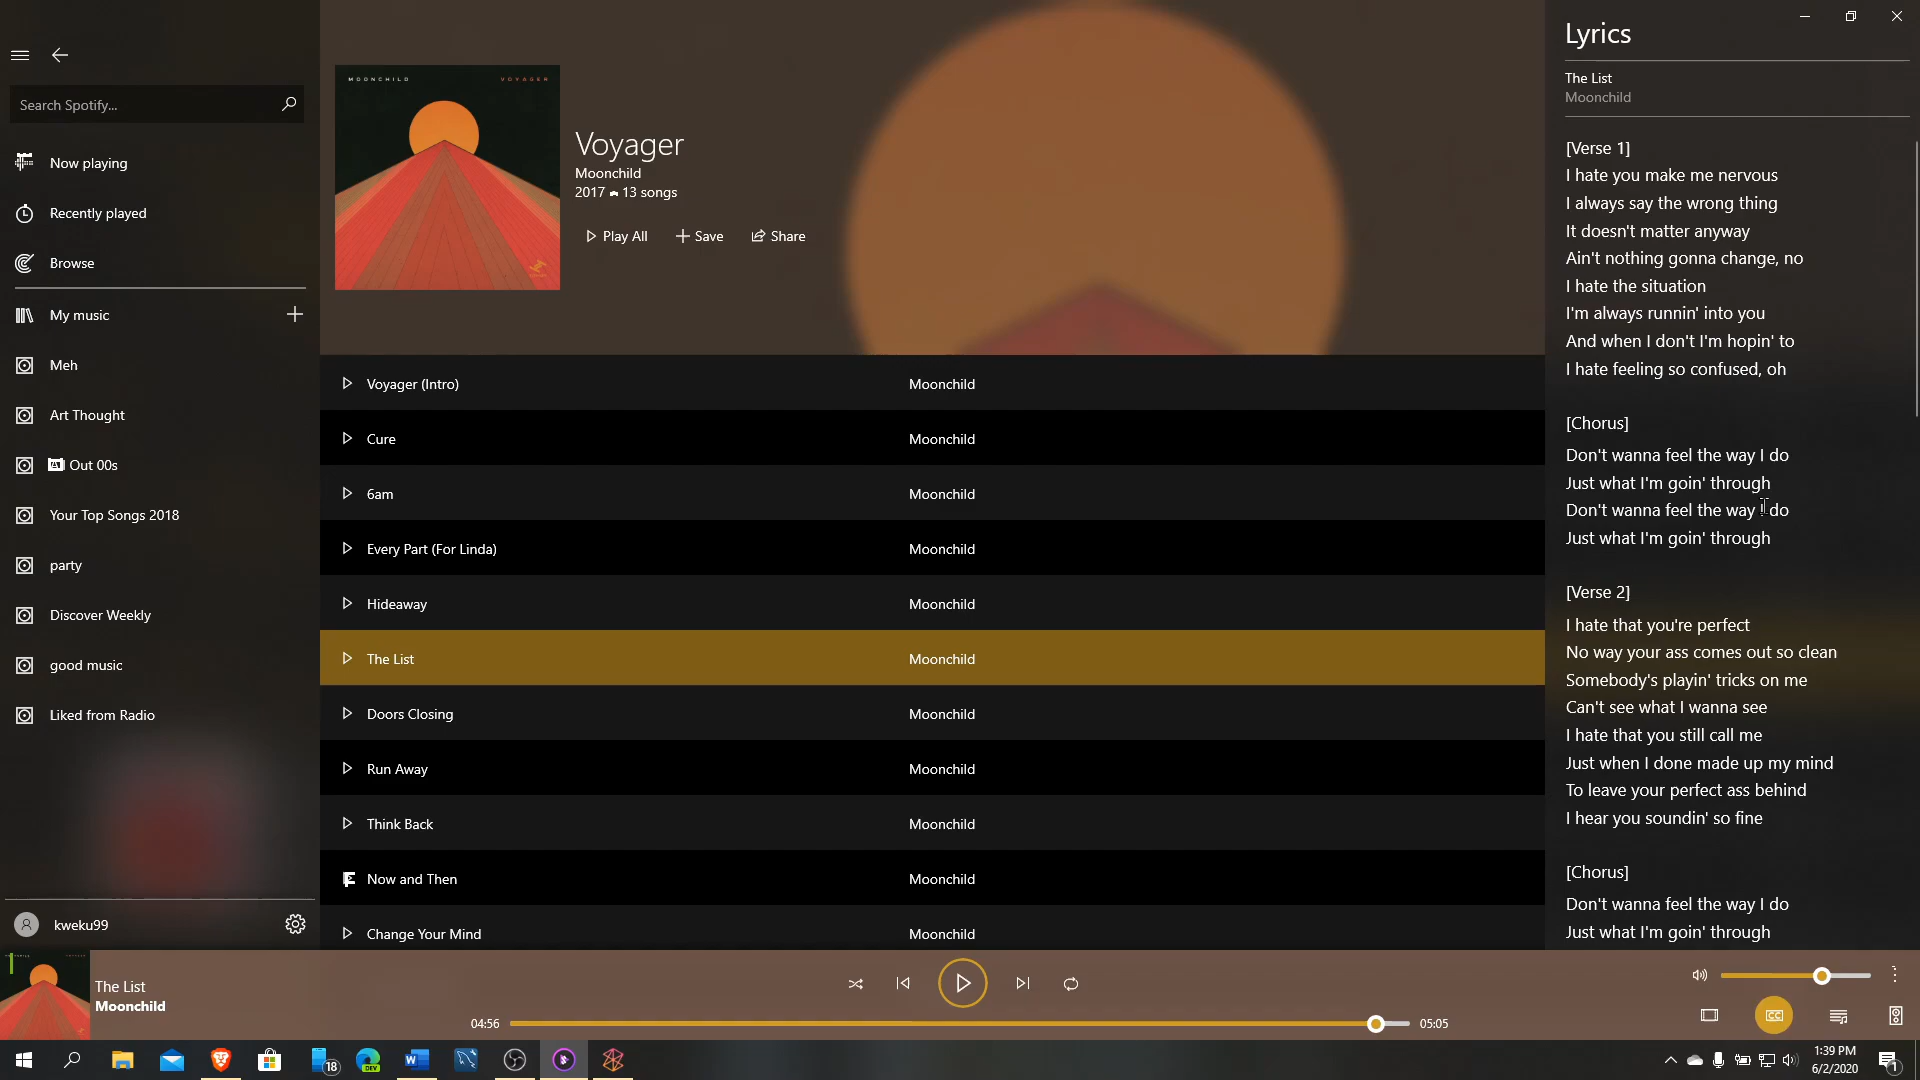 Search Spotify...
Now playing
Recently played
Browse
My music
Meh
Art Thought
Out 00s
Your Top Songs 2018
party
Discover Weekly
good music
Liked from Radio
kweku99
MOONCHILD
VOYAGER
Voyager
Moonchild
2017 13 songs
Play All
Save
Share
Voyager (Intro) Moonchild
Cure Moonchild
6am Moonchild
Every Part (For Linda) Moonchild
Hideaway Moonchild
The List Moonchild
Doors Closing Moonchild
Run Away Moonchild
Think Back Moonchild
Now and Then Moonchild
Change Your Mind Moonchild
Lyrics
The List
Moonchild
[Verse 1]
I hate you make me nervous
I always say the wrong thing
It doesn't matter anyway
Ain't nothing gonna change, no
I hate the situation
I'm always runnin' into you
And when I don't I'm hopin' to
I hate feeling so confused, oh
[Chorus]
Don't wanna feel the way I do
Just what I'm goin' through
Don't wanna feel the way I do
Just what I'm goin' through
[Verse 2]
I hate that you're perfect
No way your ass comes out so clean
Somebody's playin' tricks on me
Can't see what I wanna see
I hate that you still call me
Just when I done made up my mind
To leave your perfect ass behind
I hear you soundin' so fine
[Chorus]
Don't wanna feel the way I do
Just what I'm goin' through
The List
Moonchild
04:56
05:05
CC
18
DEV
1:39 PM
6/2/2020
1